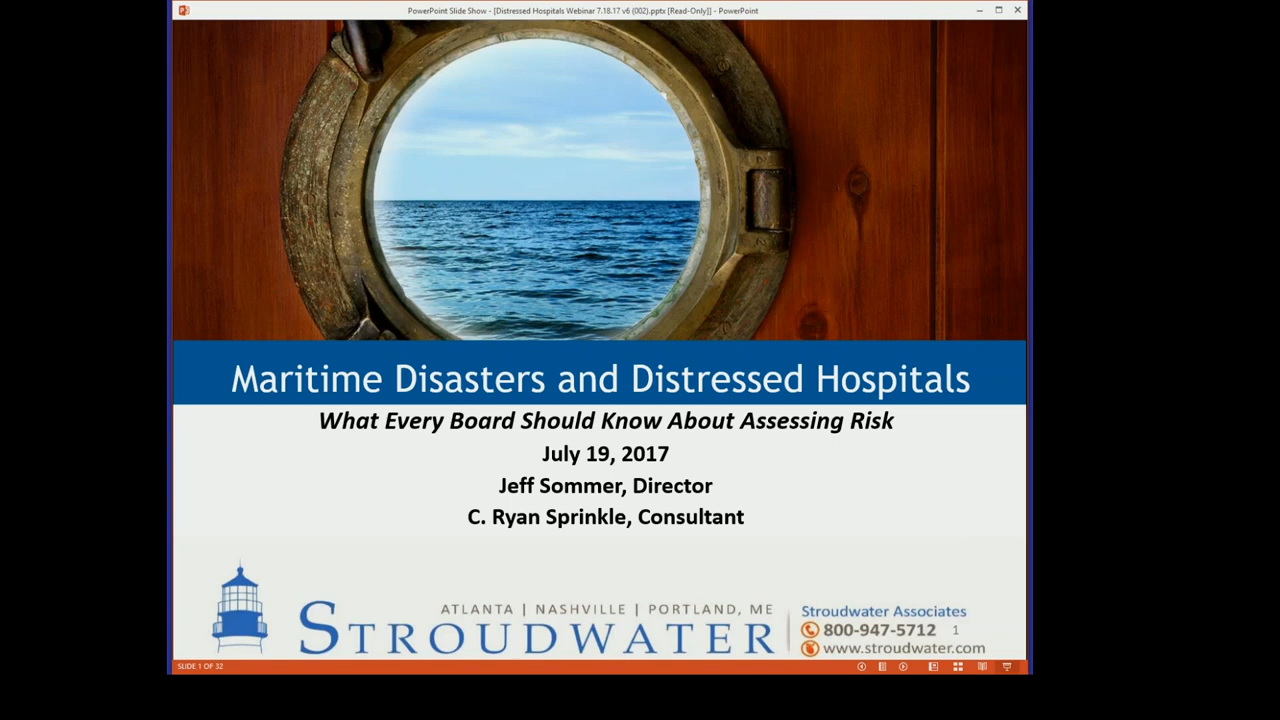 PowerPoint Slide Show - [Distressed Hospitals Webinar 7.18.17 v6 (002).pptx [Read-Only]] - PowerPoint
Maritime Disasters and Distressed Hospitals
What Every Board Should Know About Assessing Risk
July 19, 2017
Jeff Sommer, Director
C. Ryan Sprinkle, Consultant
ATLANTA | NASHVILLE | PORTLAND, ME
STROUDWATER
Stroudwater Associates
800-947-5712
1
www.stroudwater.com
SLIDE 1 OF 32